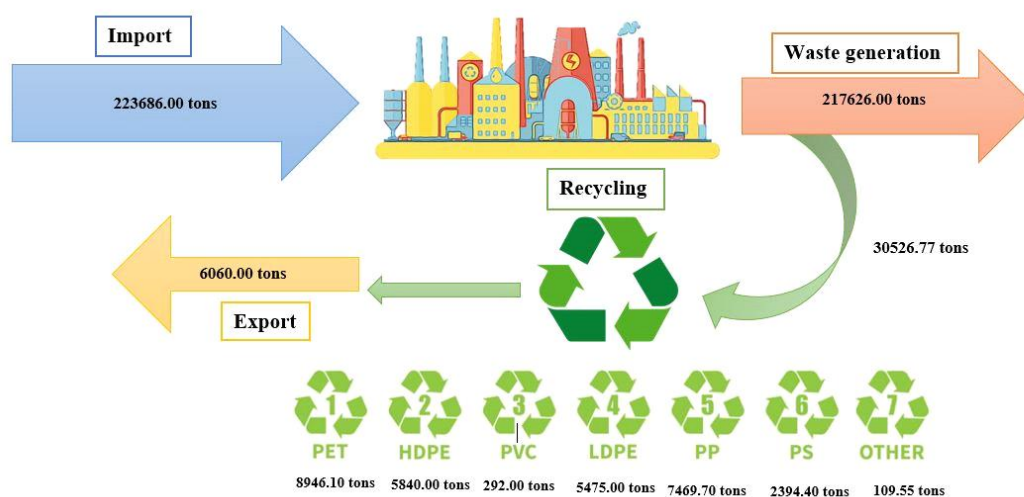 Import
Waste generation
223686.00 tons
217626.00 tons
Recycling
30526.77 tons
6060.00 tons
Export
1 2 3 4 5 6 7
PET HDPE PVC LDPE PP PS OTHER
8946.10 tons 5840.00 tons 292.00 tons 5475.00 tons 7469.70 tons 2394.40 tons 109.55 tons